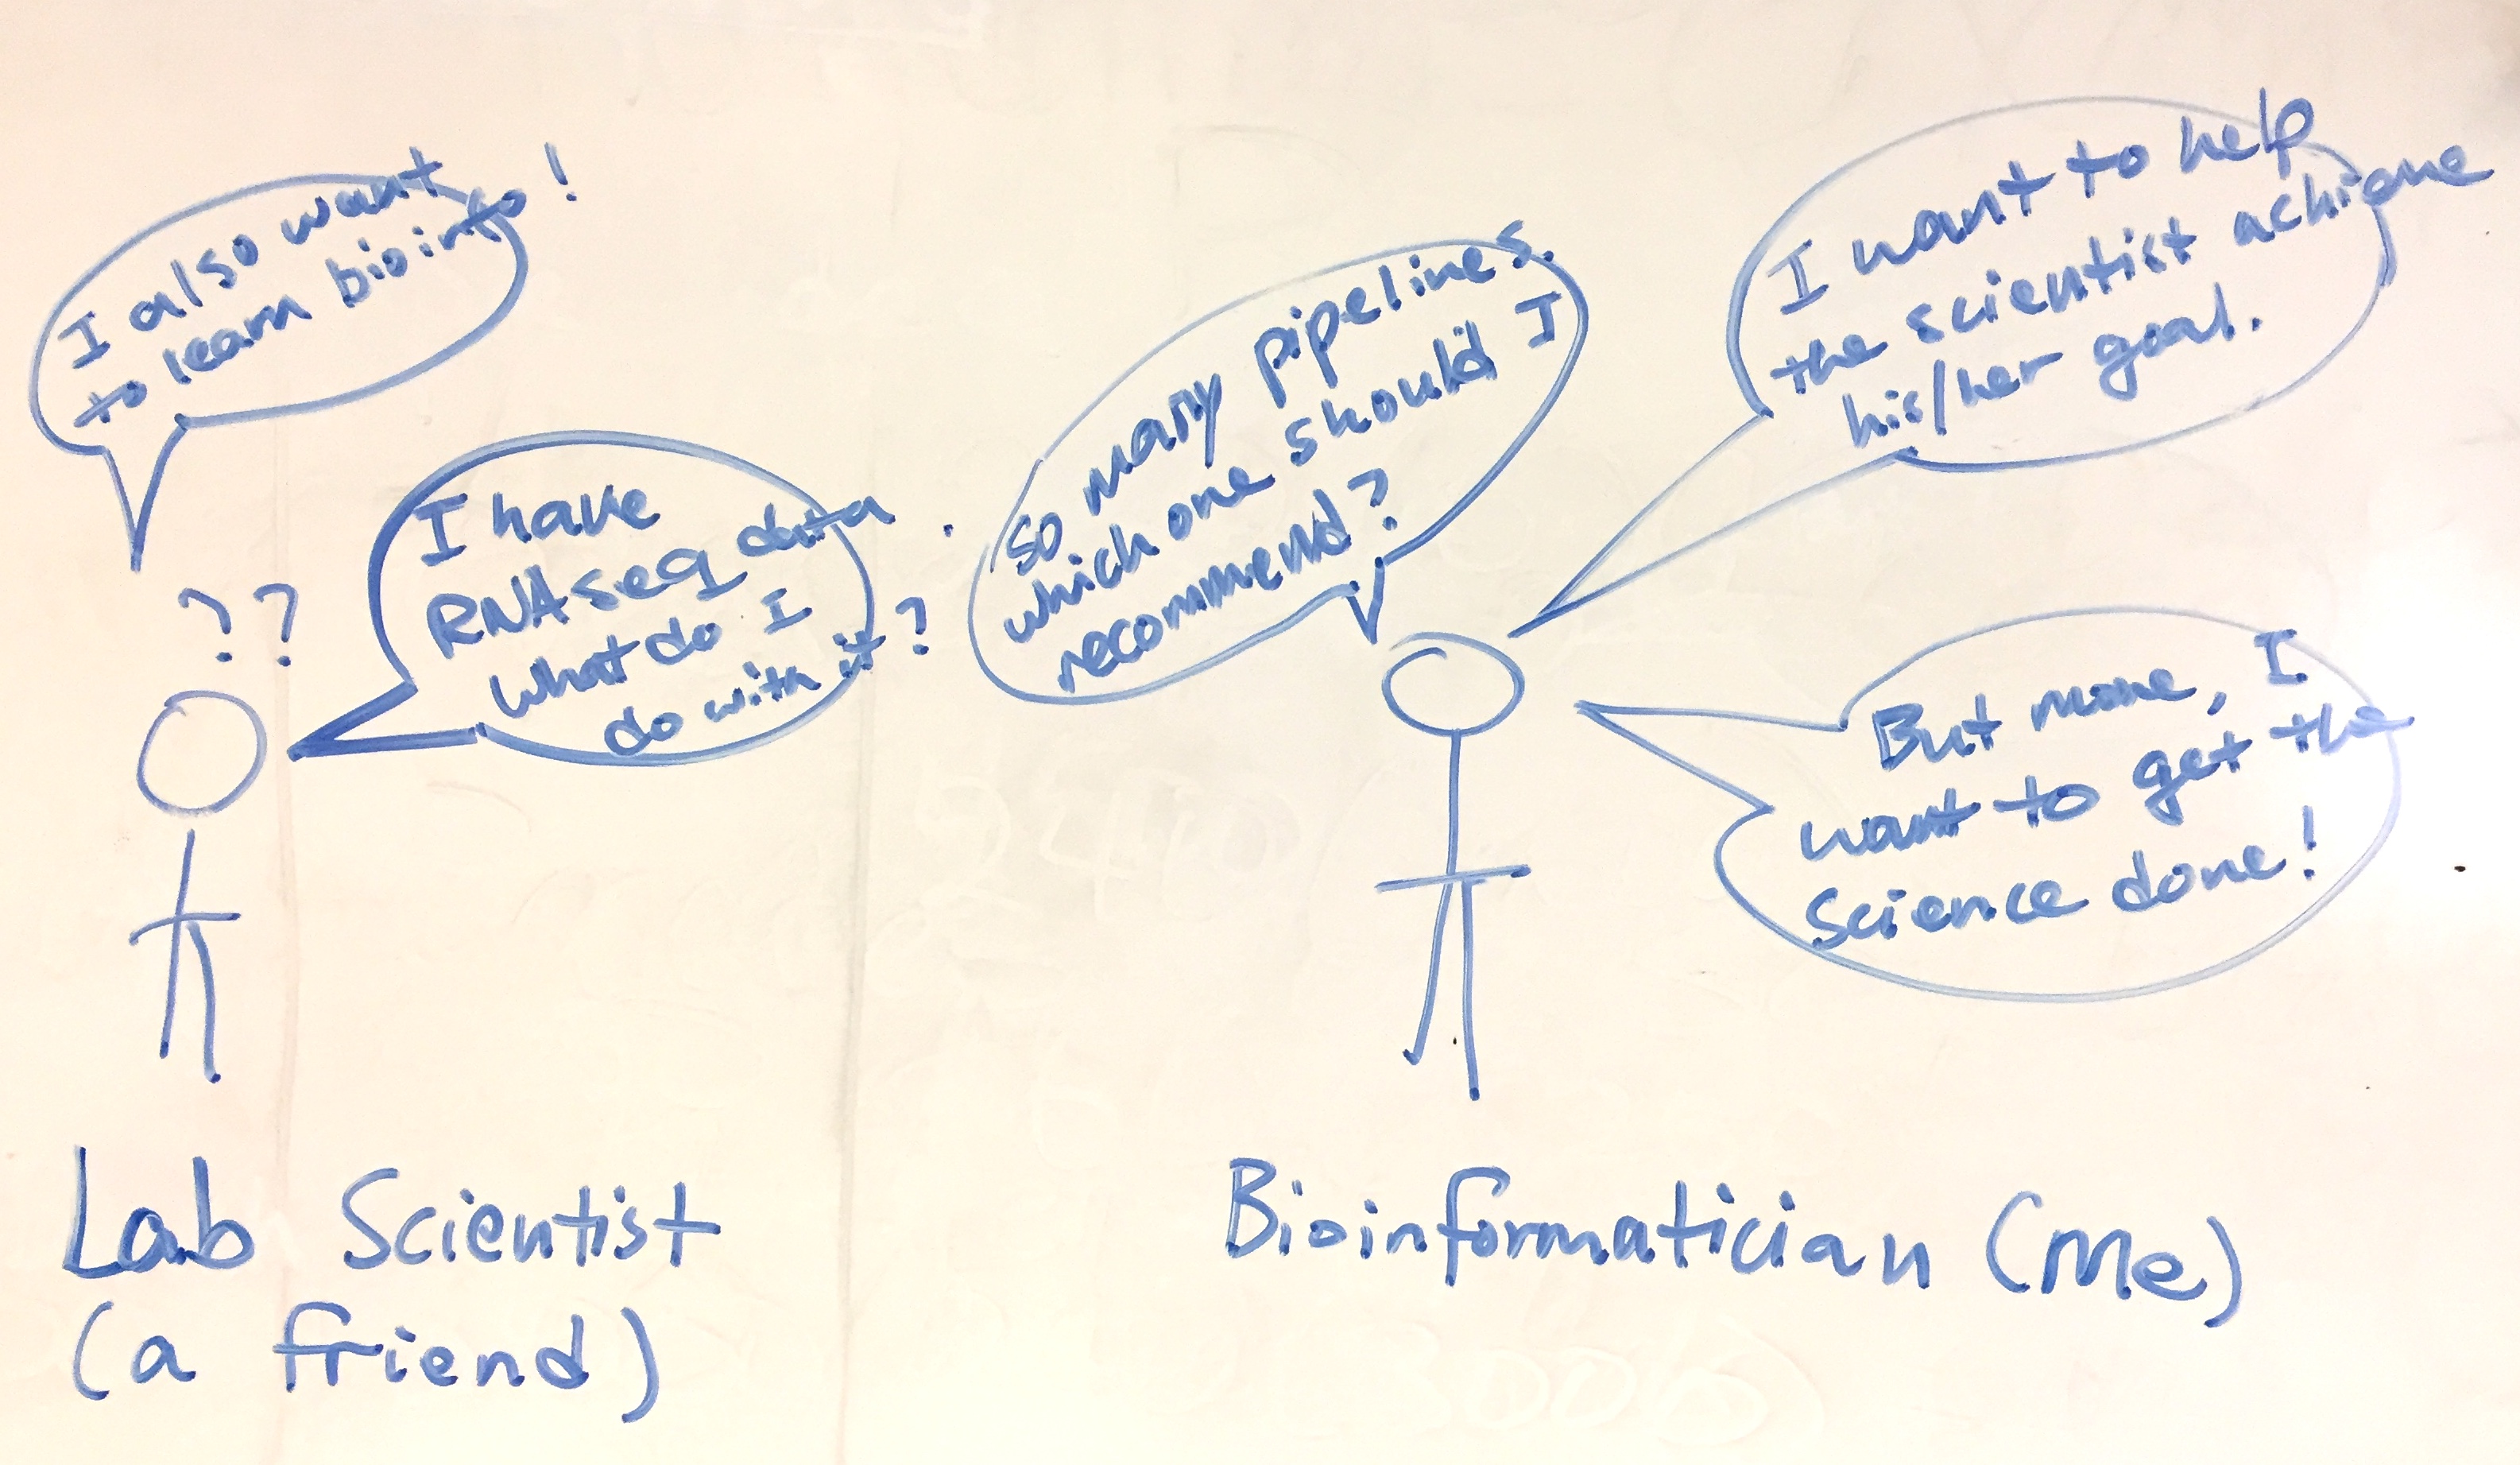 I also want
to learn bioinfo!
??
I have
RNAseq data.
What do I
do with it?
so many pipelines.
which one should I
recommend?
I want to help
the scientist achieve
his/her goal.
But more, I
want to get the
science done!
Lab Scientist
(a friend)
Bioinformatician (Me)